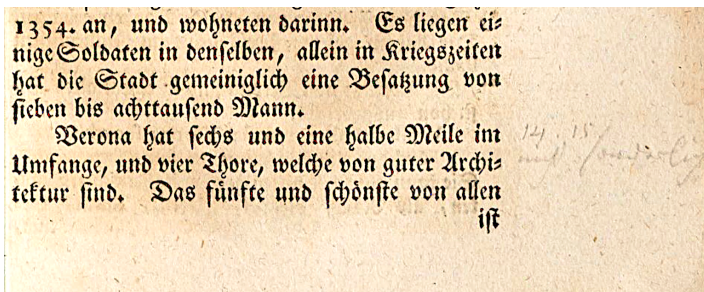 1354. an, und wohneten darinn. Es liegen ei⸗
nige Soldaten in denselben, allein in Kriegszeiten
hat die Stadt gemeiniglich eine Besatzung von
sieben bis achttausend Mann.
Verona hat sechs und eine halbe Meile im
Umfange, und vier Thore, welche von guter Archi⸗
tektur sind. Das fünfte und schönste von allen
ist
14. 15